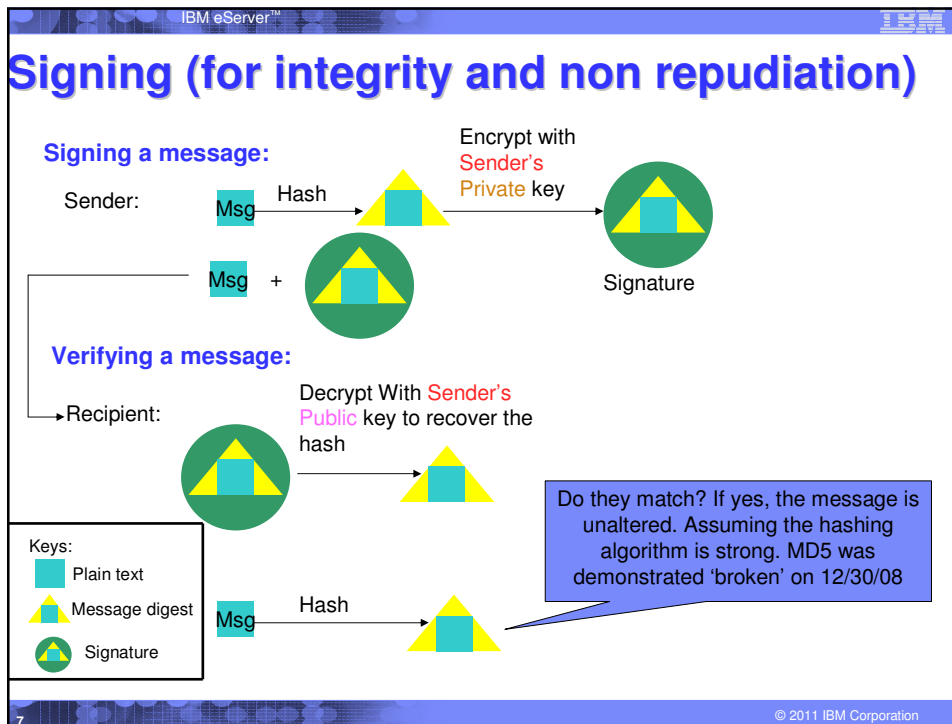 IBM eServer™
IBM
Signing (for integrity and non repudiation)
Signing a message:
Sender:
Msg
Hash
Encrypt with
Sender's
Private key
Signature
Msg +
Verifying a message:
Recipient:
Decrypt With Sender's
Public key to recover the
hash
Do they match? If yes, the message is
unaltered. Assuming the hashing
algorithm is strong. MD5 was
demonstrated ‘broken’ on 12/30/08
Keys:
Plain text
Message digest
Signature
Msg
Hash
7
© 2011 IBM Corporation